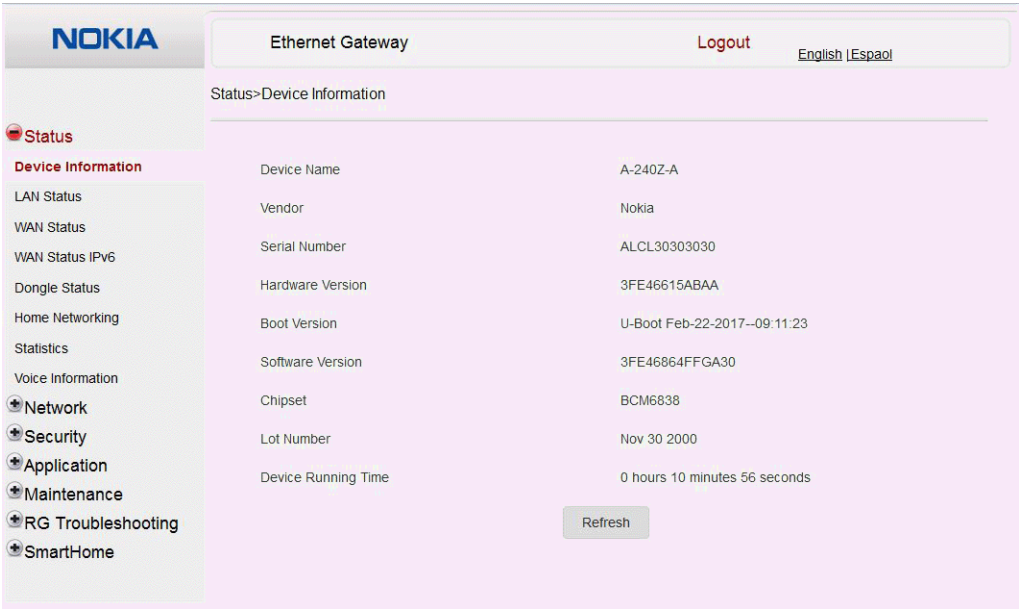 NOKIA
Ethernet Gateway
Logout
English | Espaol
Status>Device Information
Status
Device Information
LAN Status
WAN Status
WAN Status IPv6
Dongle Status
Home Networking
Statistics
Voice Information
Network
Security
Application
Maintenance
RG Troubleshooting
SmartHome
Device Name A-240Z-A
Vendor Nokia
Serial Number ALCL30303030
Hardware Version 3FE46615ABAA
Boot Version U-Boot Feb-22-2017--09:11:23
Software Version 3FE46864FFGA30
Chipset BCM6838
Lot Number Nov 30 2000
Device Running Time 0 hours 10 minutes 56 seconds
Refresh